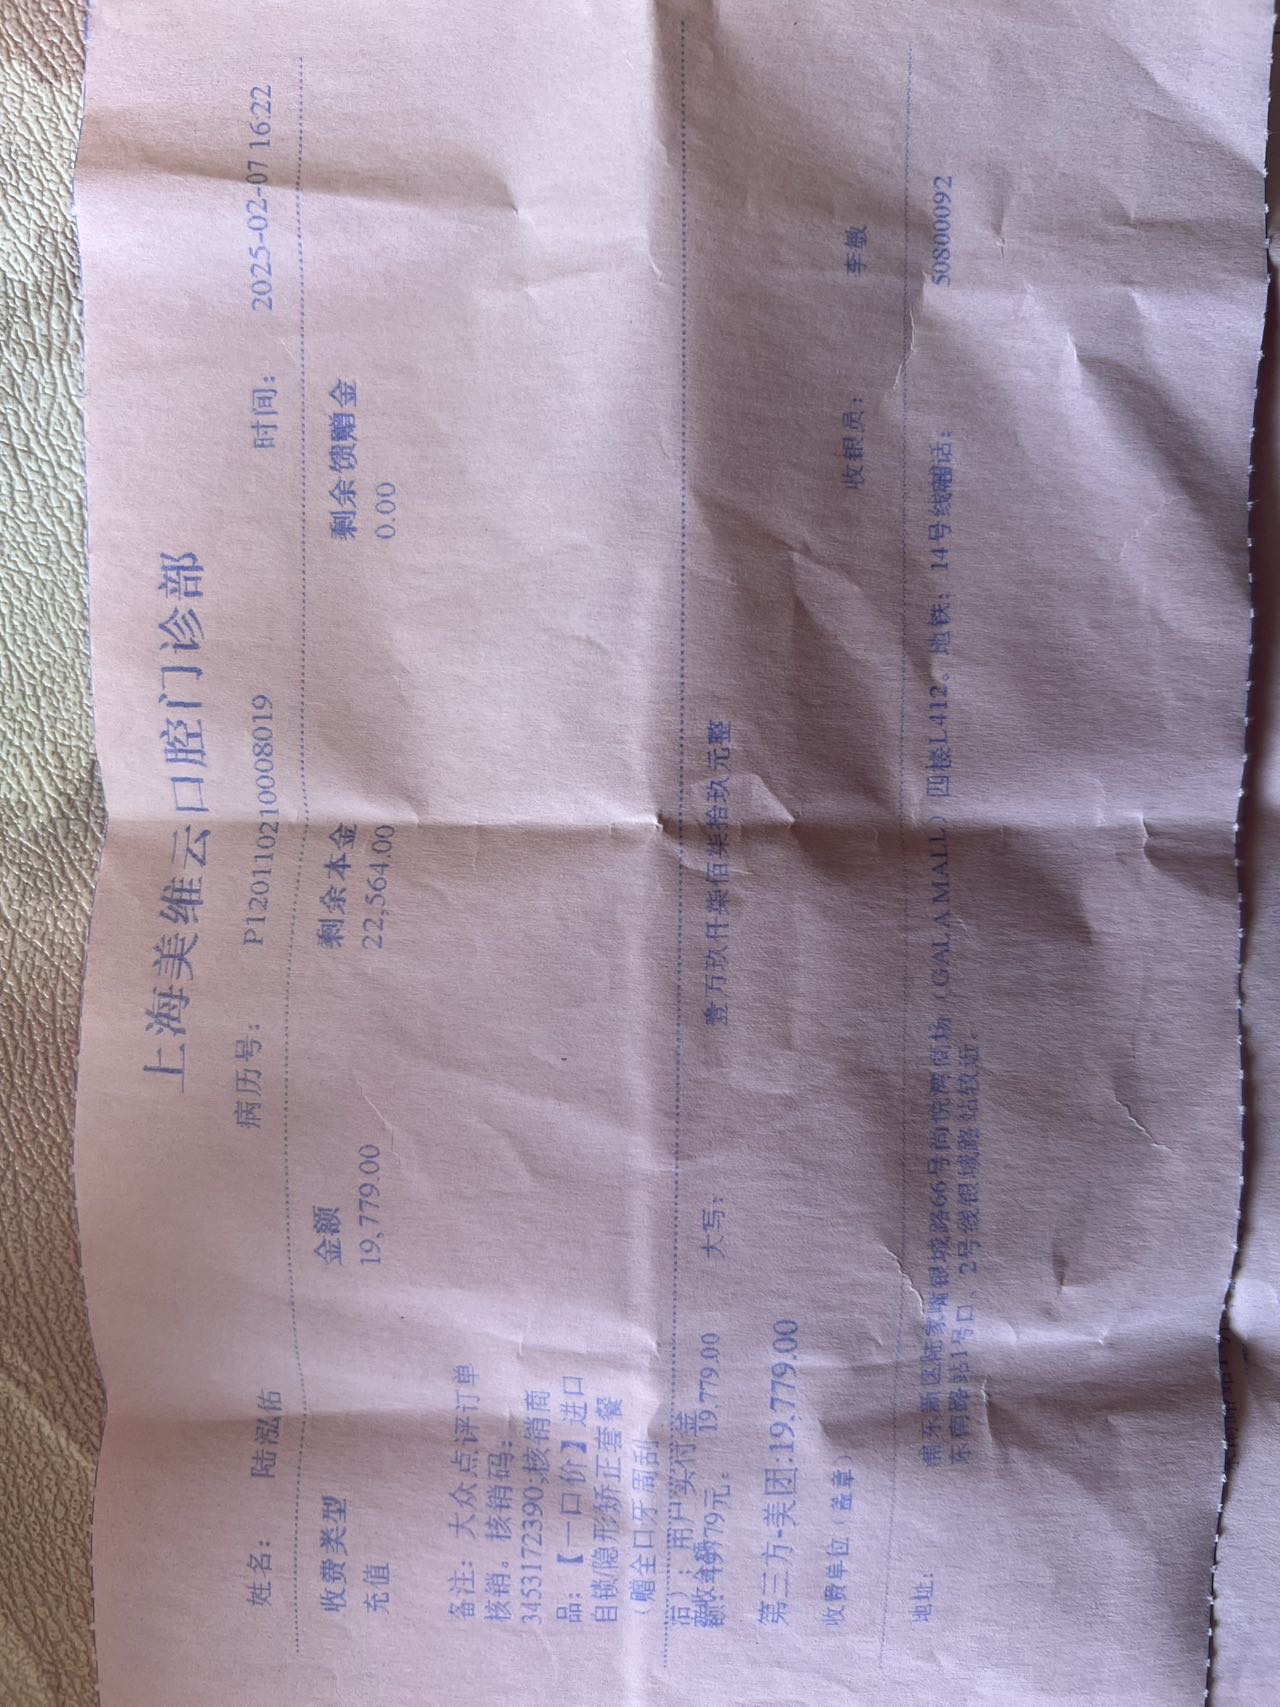 上海美维云口腔门诊部
姓名： 陆泓佑 病历号： P120110210008019 时间： 2025-02-07 16:22
收费类型 金额 剩余本金 剩余馈赠金
充值 19,779.00 22,564.00 0.00
备注：大众点评订单
核销。核销码：
3453172390;核销商
品：【一口价】进口
自锁/隐形矫正套餐
（赠全口牙周刮
治）；用户实付金
额：19779元。 19,779.00 大写： 壹万玖仟柒佰柒拾玖元整
第三方-美团:19,779.00
收费单位（盖章） 收银员： 李敏
地址： 浦东新区陆家嘴银城路66号尚悦湾商场（GALA MALL）四楼L412。地铁：14号线 话： 50800092
东南路站1号口、2号线银城路站较近。